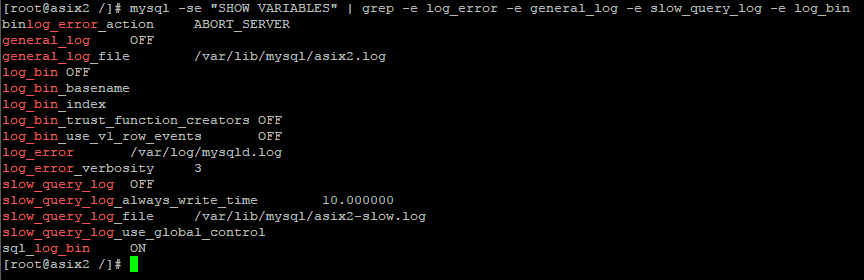 [root@asix2 /]# mysql -se "SHOW VARIABLES" | grep -e log_error -e general_log -e slow_query_log -e log_bin
binlog_error_action     ABORT_SERVER
general_log     OFF
general_log_file        /var/lib/mysql/asix2.log
log_bin OFF
log_bin_basename
log_bin_index
log_bin_trust_function_creators OFF
log_bin_use_v1_row_events       OFF
log_error       /var/log/mysqld.log
log_error_verbosity     3
slow_query_log  OFF
slow_query_log_always_write_time        10.000000
slow_query_log_file     /var/lib/mysql/asix2-slow.log
slow_query_log_use_global_control
sql_log_bin     ON
[root@asix2 /]#